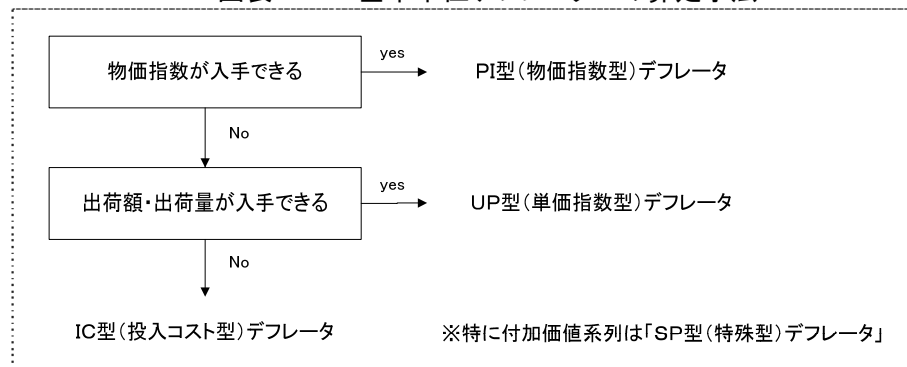 物価指数が入手できる
yes
PI型(物価指数型)デフレータ
No
出荷額・出荷量が入手できる
yes
UP型(単価指数型)デフレータ
No
IC型(投入コスト型)デフレータ
※特に付加価値系列は「SP型(特殊型)デフレータ」